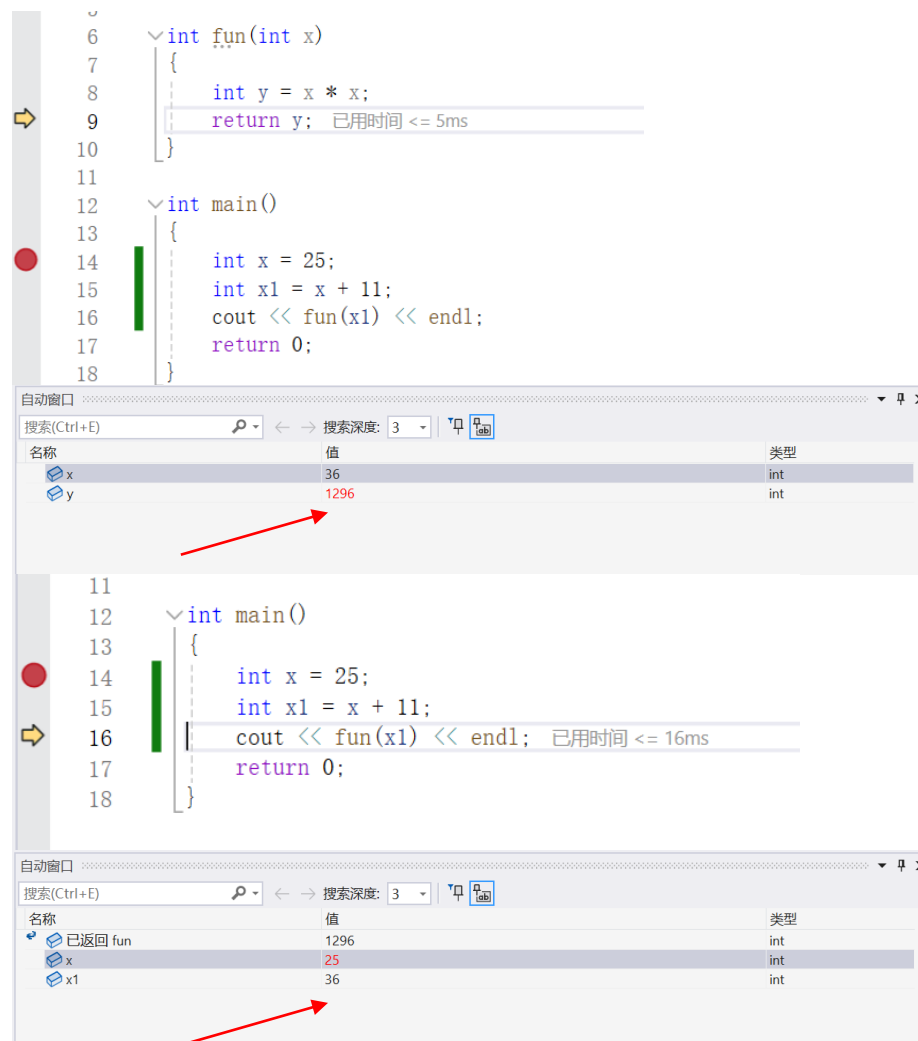 6 int fun(int x)
7 {
8 int y = x * x;
9 return y; 已用时间 <= 5ms
10 }
11
12 int main()
13 {
14 int x = 25;
15 int x1 = x + 11;
16 cout << fun(x1) << endl;
17 return 0;
18 }
自动窗口
搜索(Ctrl+E) 搜索深度: 3
名称 值 类型
x 36 int
y 1296 int
11
12 int main()
13 {
14 int x = 25;
15 int x1 = x + 11;
16 cout << fun(x1) << endl; 已用时间 <= 16ms
17 return 0;
18 }
自动窗口
搜索(Ctrl+E) 搜索深度: 3
名称 值 类型
已返回 fun 1296 int
x 25 int
x1 36 int